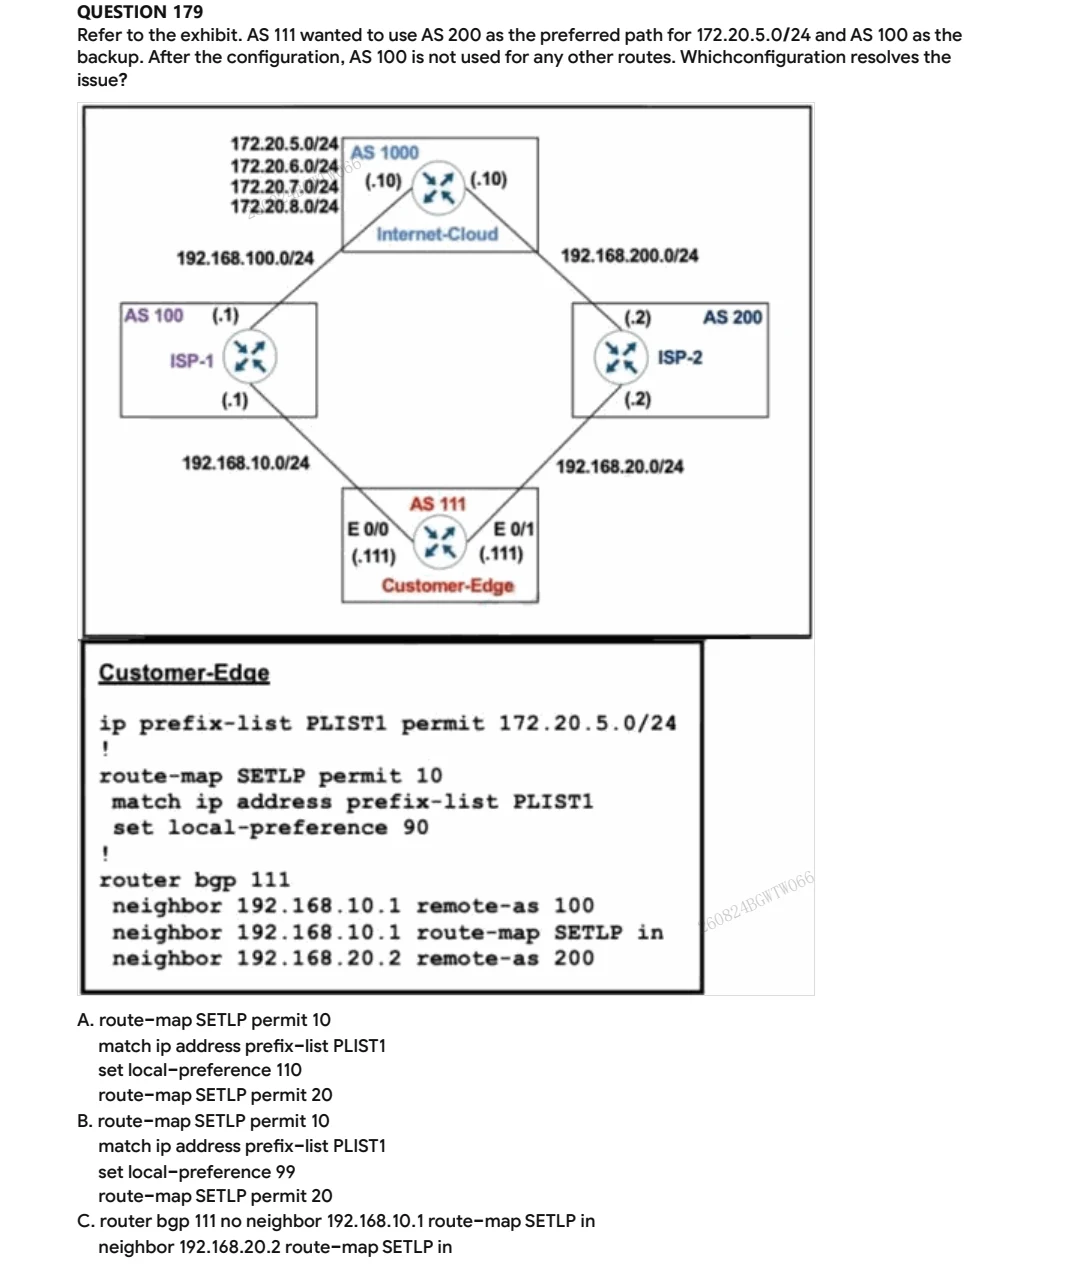 QUESTION 179
Refer to the exhibit. AS 111 wanted to use AS 200 as the preferred path for 172.20.5.0/24 and AS 100 as the
backup. After the configuration, AS 100 is not used for any other routes. Whichconfiguration resolves the
issue?
172.20.5.0/24
172.20.6.0/24
172.20.7.0/24
172.20.8.0/24
AS 1000
(.10)
(.10)
Internet-Cloud
192.168.100.0/24
192.168.200.0/24
AS 100
(.1)
ISP-1
(.1)
(.2)
AS 200
ISP-2
(.2)
192.168.10.0/24
192.168.20.0/24
AS 111
E 0/0
E 0/1
(.111)
(.111)
Customer-Edge
Customer-Edge
ip prefix-list PLIST1 permit 172.20.5.0/24
!
route-map SETLP permit 10
match ip address prefix-list PLIST1
set local-preference 90
!
router bgp 111
neighbor 192.168.10.1 remote-as 100
neighbor 192.168.10.1 route-map SETLP in
neighbor 192.168.20.2 remote-as 200
260824BGWTW066
A. route-map SETLP permit 10
match ip address prefix-list PLIST1
set local-preference 110
route-map SETLP permit 20
B. route-map SETLP permit 10
match ip address prefix-list PLIST1
set local-preference 99
route-map SETLP permit 20
C. router bgp 111 no neighbor 192.168.10.1 route-map SETLP in
neighbor 192.168.20.2 route-map SETLP in